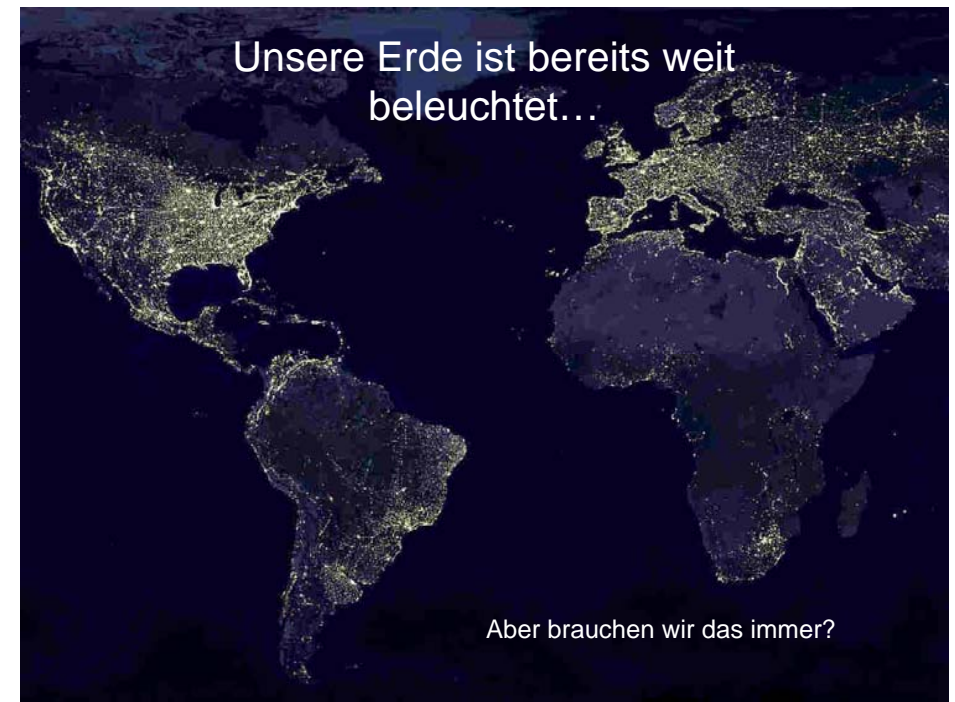 Unsere Erde ist bereits weit
beleuchtet…
Aber brauchen wir das immer?